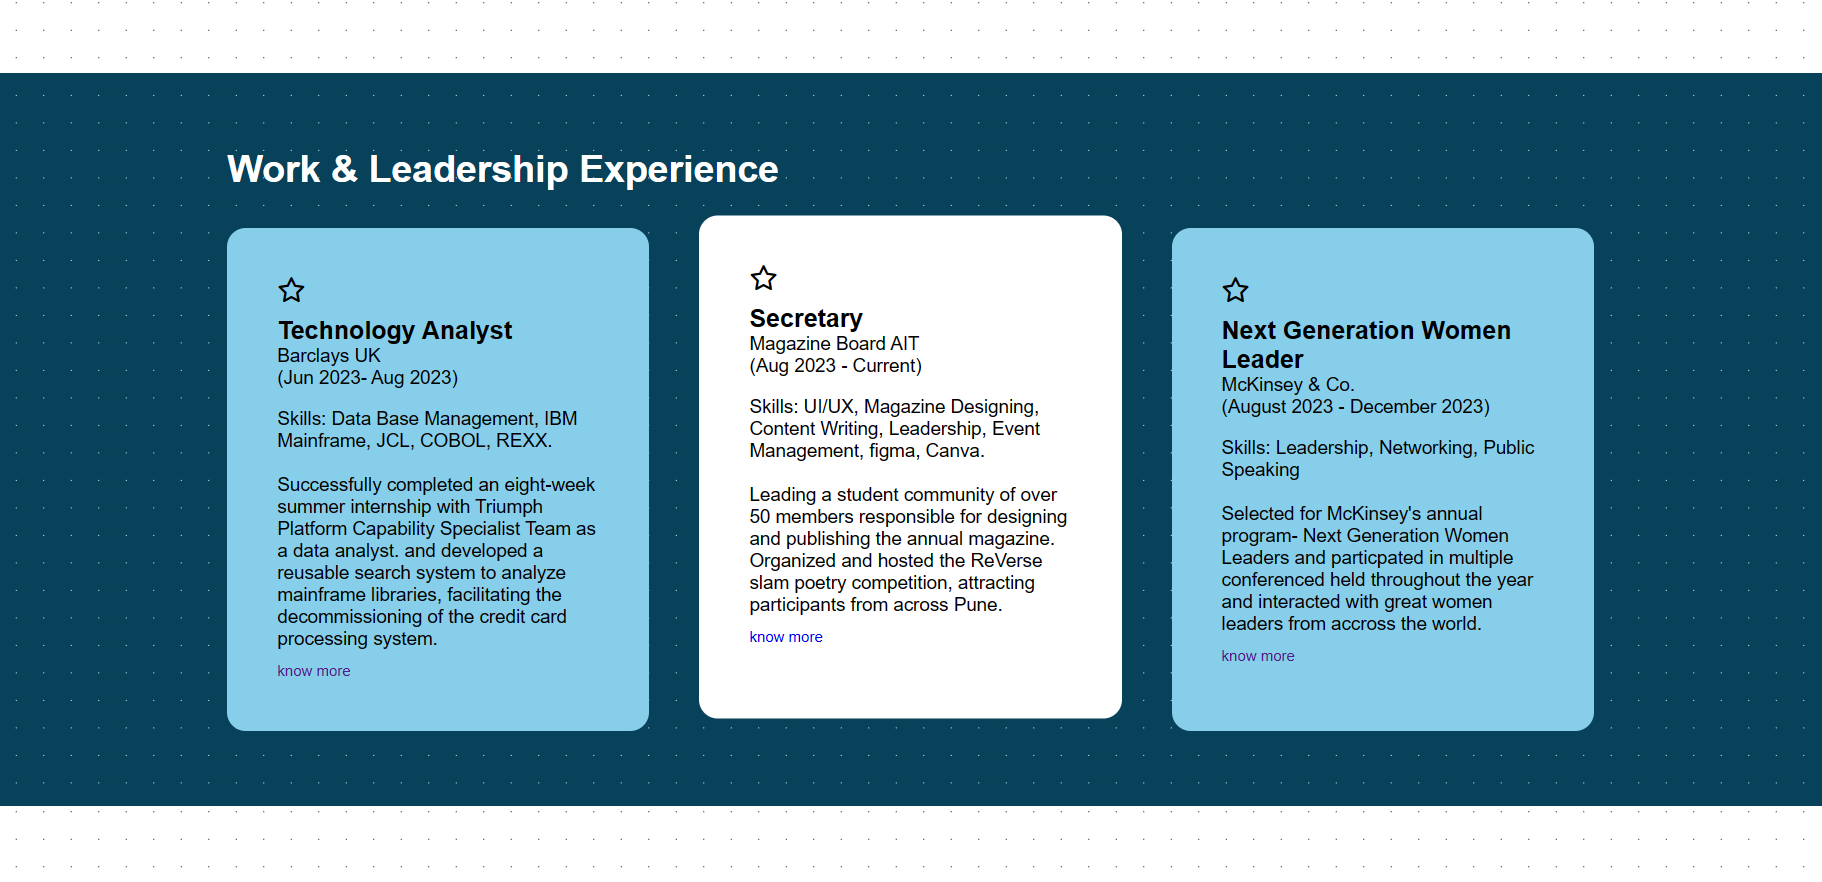 Work & Leadership Experience
Technology Analyst
Barclays UK
(Jun 2023- Aug 2023)
Skills: Data Base Management, IBM
Mainframe, JCL, COBOL, REXX.
Successfully completed an eight-week
summer internship with Triumph
Platform Capability Specialist Team as
a data analyst. and developed a
reusable search system to analyze
mainframe libraries, facilitating the
decommissioning of the credit card
processing system.
know more
Secretary
Magazine Board AIT
(Aug 2023 - Current)
Skills: UI/UX, Magazine Designing,
Content Writing, Leadership, Event
Management, figma, Canva.
Leading a student community of over
50 members responsible for designing
and publishing the annual magazine.
Organized and hosted the ReVerse
slam poetry competition, attracting
participants from across Pune.
know more
Next Generation Women
Leader
McKinsey & Co.
(August 2023 - December 2023)
Skills: Leadership, Networking, Public
Speaking
Selected for McKinsey's annual
program- Next Generation Women
Leaders and particpated in multiple
conferenced held throughout the year
and interacted with great women
leaders from accross the world.
know more